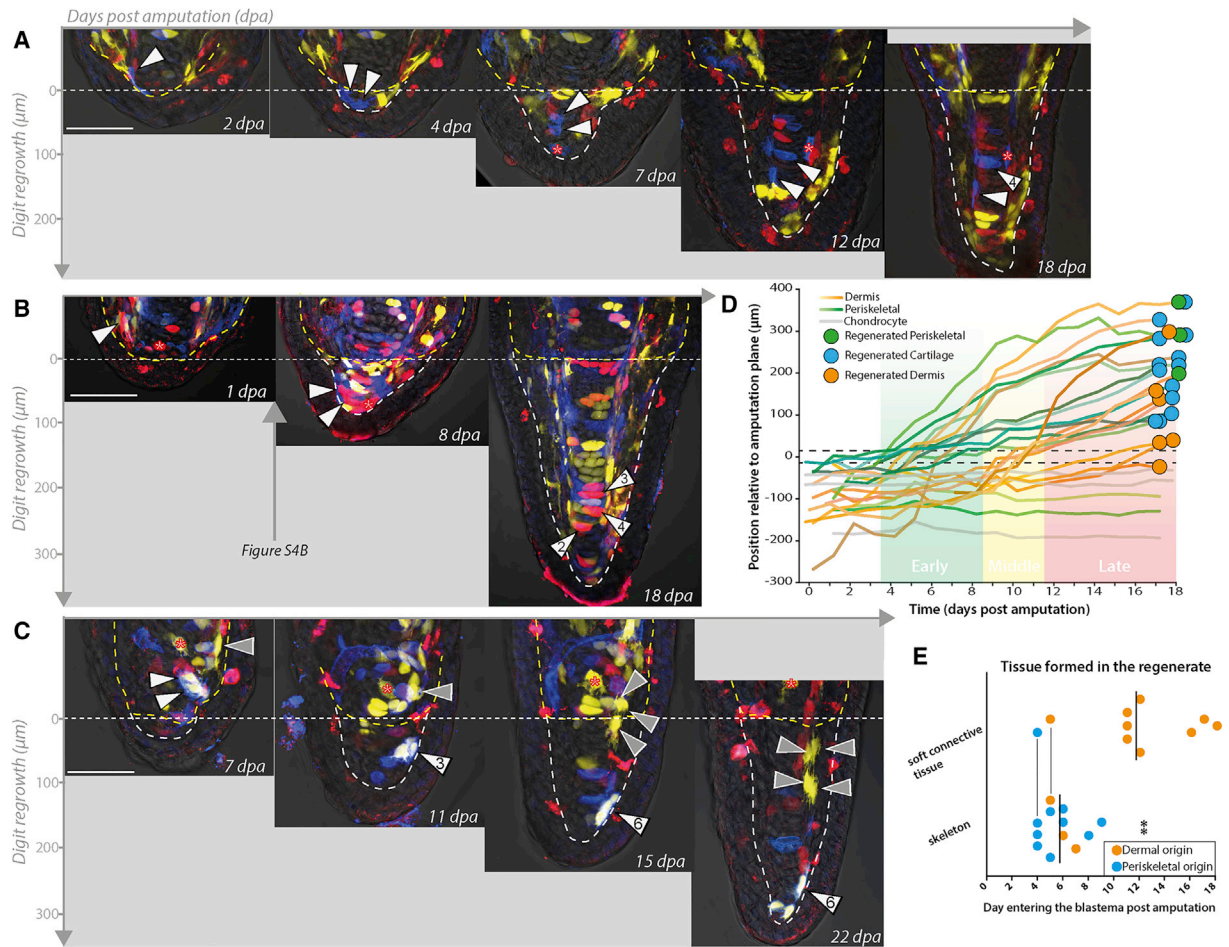 Days post amputation (dpa)
A
Digit regrowth (µm)
0
100
200
2 dpa
4 dpa
7 dpa
12 dpa
4
18 dpa
B
Digit regrowth (µm)
0
100
200
300
1 dpa
Figure S4B
8 dpa
3
4
2
18 dpa
C
Digit regrowth (µm)
0
100
200
300
7 dpa
3
11 dpa
6
15 dpa
6
22 dpa
D
Position relative to amputation plane (µm)
400
300
200
100
0
-100
-200
-300
Dermis
Periskeletal
Chondrocyte
Regenerated Periskeletal
Regenerated Cartilage
Regenerated Dermis
Early
Middle
Late
0 2 4 6 8 10 12 14 16 18
Time (days post amputation)
E
Tissue formed in the regenerate
soft connective
tissue
skeleton
**
Dermal origin
Periskeletal origin
0 2 4 6 8 10 12 14 16 18
Day entering the blastema post amputation